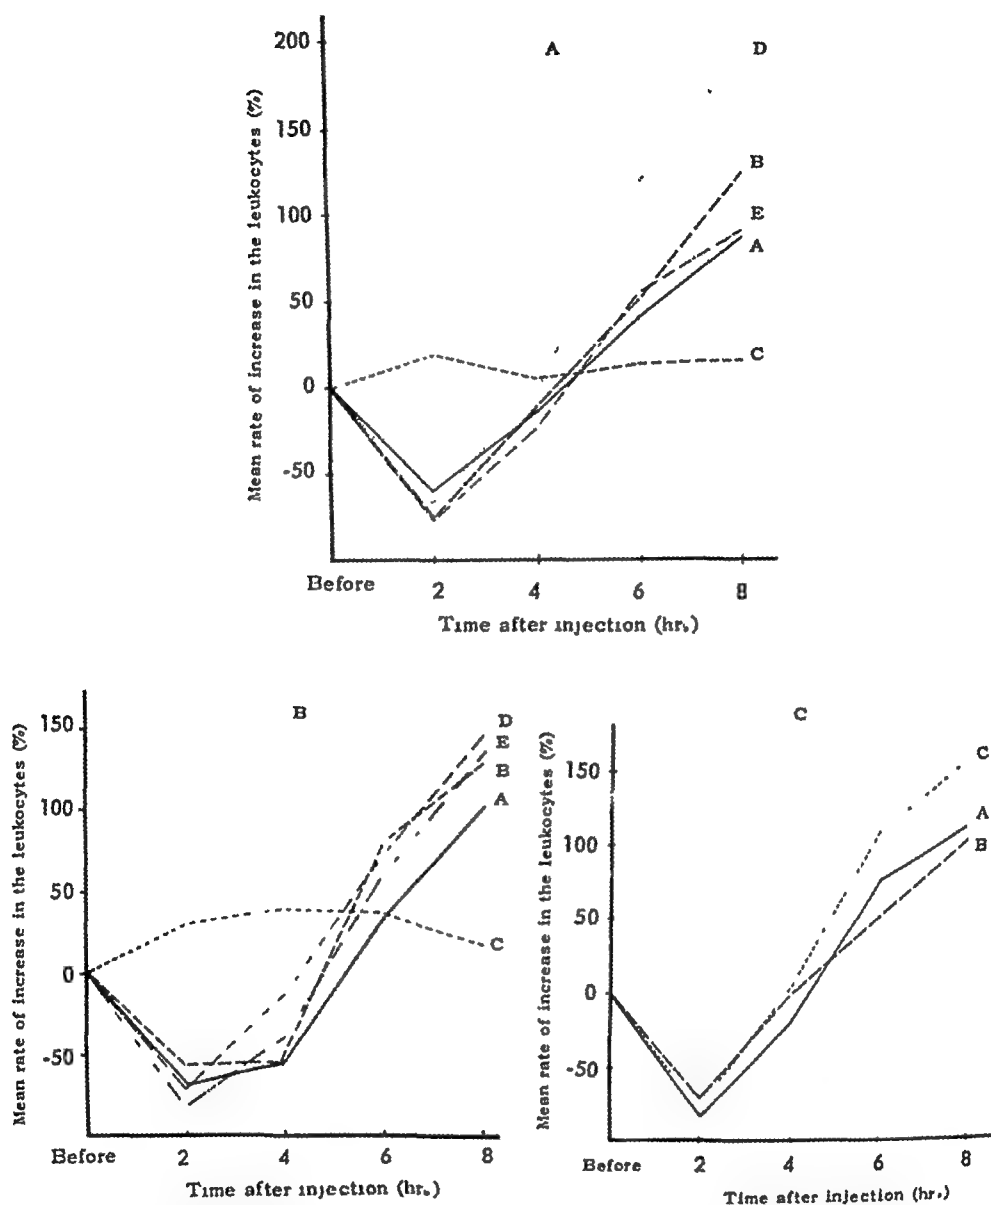 A
D
200
150
B
E
100
A
50
C
0
-50
Mean rate of increase in the leukocytes (%)
Before 2 4 6 8
Time after injection (hr.)
B
D
150
E
B
A
100
50
C
0
-50
Mean rate of increase in the leukocytes (%)
Before 2 4 6 8
Time after injection (hr.)
C
C
150
A
100
B
50
0
-50
Mean rate of increase in the leukocytes (%)
Before 2 4 6 8
Time after injection (hr.)